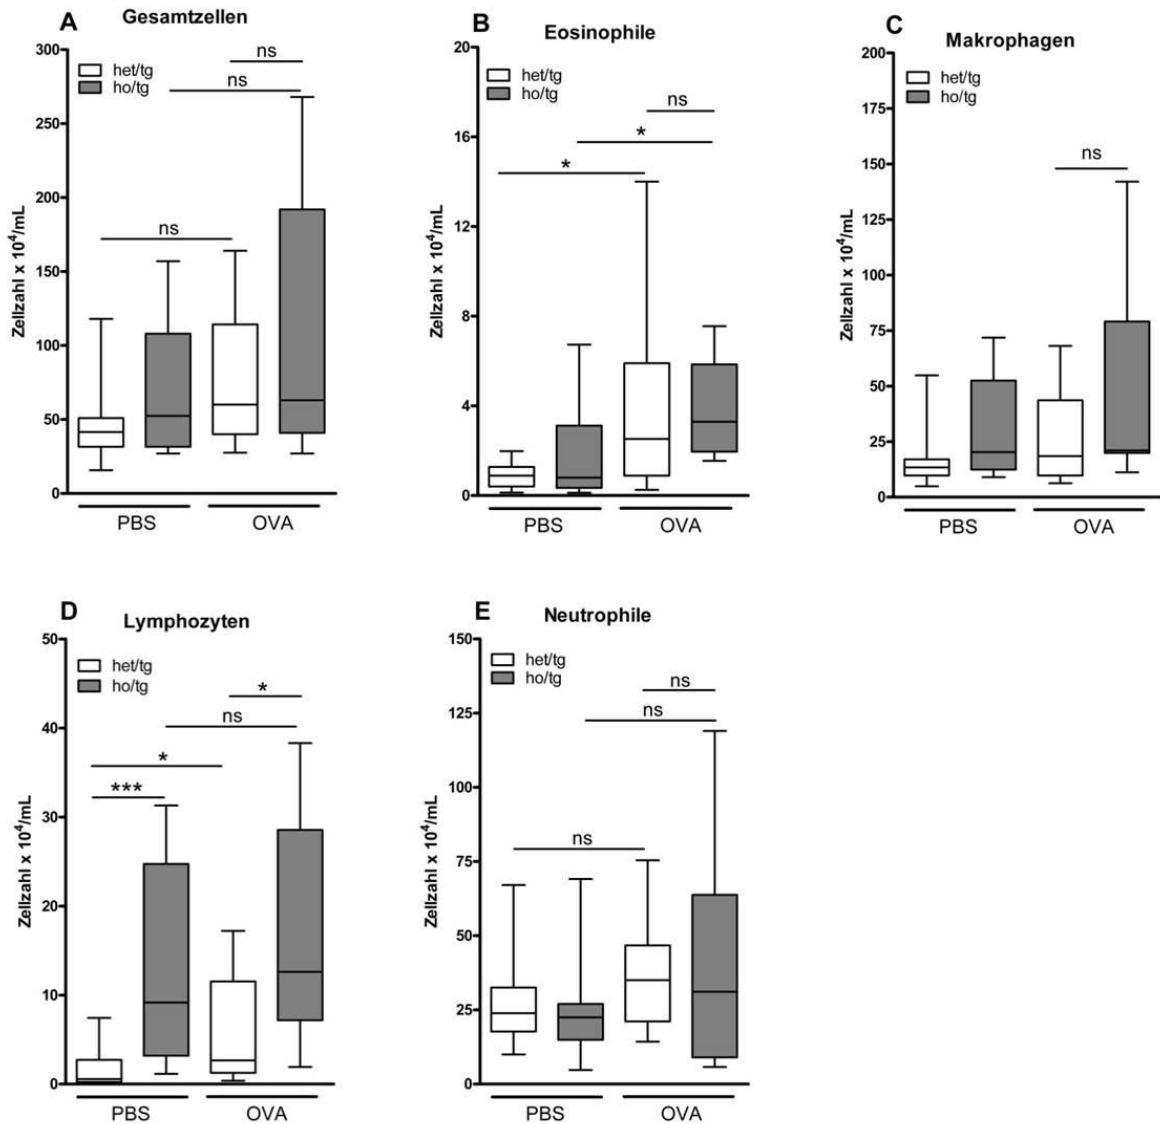 A
Gesamtzellen
Zellzahl x 10⁴/mL
300
250
200
150
100
50
0
het/tg
ho/tg
ns
ns
ns
PBS
OVA
B
Eosinophile
Zellzahl x 10⁴/mL
20
16
12
8
4
0
het/tg
ho/tg
ns
*
*
PBS
OVA
C
Makrophagen
Zellzahl x 10⁴/mL
200
175
150
125
100
75
50
25
0
het/tg
ho/tg
ns
PBS
OVA
D
Lymphozyten
Zellzahl x 10⁴/mL
50
40
30
20
10
0
het/tg
ho/tg
*
ns
*
***
PBS
OVA
E
Neutrophile
Zellzahl x 10⁴/mL
150
125
100
75
50
25
0
het/tg
ho/tg
ns
ns
ns
PBS
OVA